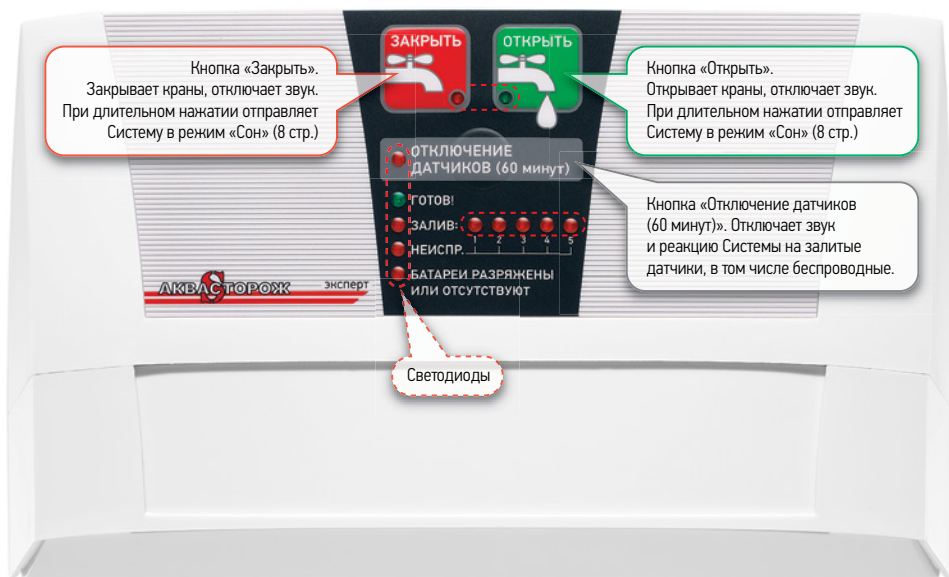 ЗАКРЫТЬ
ОТКРЫТЬ
Кнопка «Закрыть».
Закрывает краны, отключает звук.
При длительном нажатии отправляет
Систему в режим «Сон» (8 стр.)
Кнопка «Открыть».
Открывает краны, отключает звук.
При длительном нажатии отправляет
Систему в режим «Сон» (8 стр.)
ОТКЛЮЧЕНИЕ
ДАТЧИКОВ (60 минут)
ГОТОВ!
ЗАЛИВ:
1 2 3 4 5
НЕИСПР.
БАТАРЕИ РАЗРЯЖЕНЫ
ИЛИ ОТСУТСТВУЮТ
Кнопка «Отключение датчиков
(60 минут)». Отключает звук
и реакцию Системы на залитые
датчики, в том числе беспроводные.
АКВАСТОРОЖ
эксперт
Светодиоды